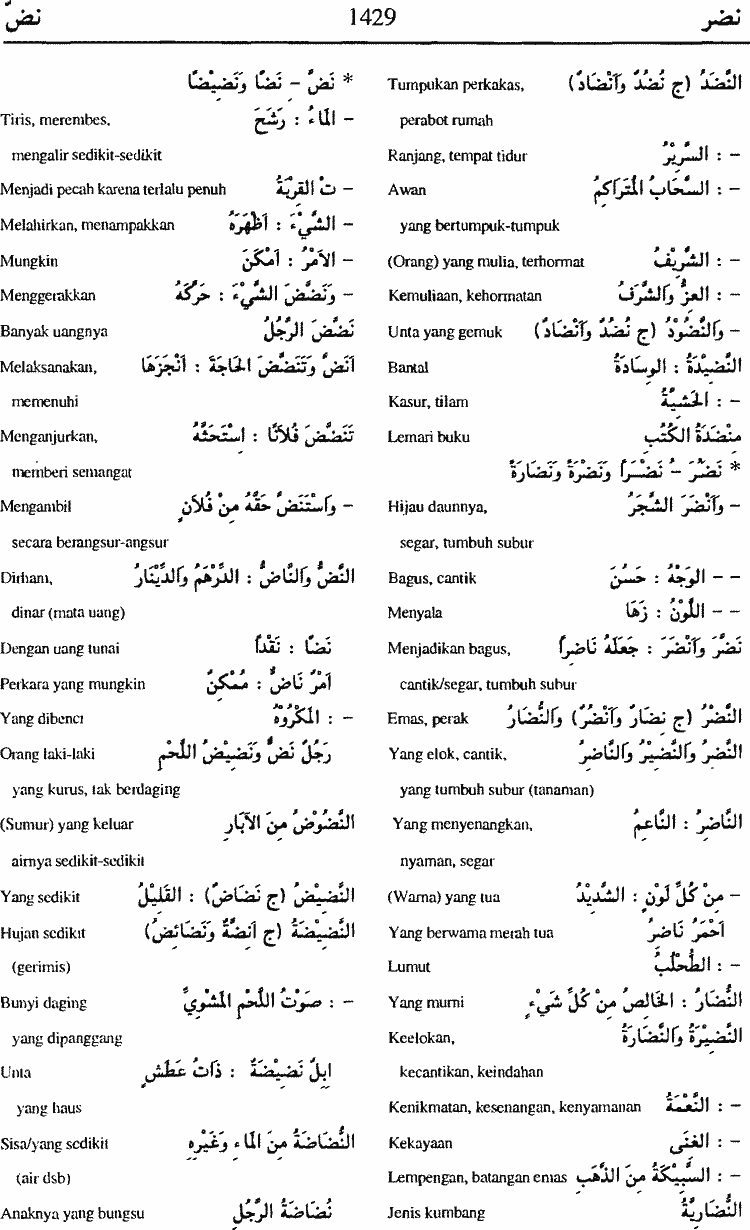 نضر 1429 نضّ
النَّضَدُ (ج نُضُدٌ وَأَنْضَادٌ) Tumpukan perkakas,
perabot rumah
– : السَّرِيْرُ Ranjang, tempat tidur
– : السَّحَابُ الْمُتَرَاكِمُ Awan
yang bertumpuk-tumpuk
– : الشَّرِيْفُ (Orang) yang mulia, terhormat
– : العِزُّ وَالشَّرَفُ Kemuliaan, kehormatan
– وَالنَّضُوْدُ (ج نُضُدٌ وَأَنْضَادٌ) Unta yang gemuk
النَّضِيْدَةُ : الوِسَادَةُ Bantal
– : الحَشِيَّةُ Kasur, tilam
مِنْضَدَةُ الكُتُبِ Lemari buku
* نَضُرَ – نَضْرًا وَنَضْرَةً وَنَضَارَةً
– وَأَنْضَرَ الشَّجَرُ Hijau daunnya,
segar, tumbuh subur
– – الوَجْهُ : حَسُنَ Bagus, cantik
– – اللَّوْنُ : زَهَا Menyala
نَضَّرَ وَأَنْضَرَ : جَعَلَهُ نَاضِرًا Menjadikan bagus,
cantik/segar, tumbuh subur
النَّضْرُ (ج نِضَارٌ وَأَنْضُرٌ) وَالنُّضَارُ Emas, perak
النَّضِرُ وَالنَّضِيْرُ وَالنَّاضِرُ Yang elok, cantik,
yang tumbuh subur (tanaman)
النَّاضِرُ : النَّاعِمُ Yang menyenangkan,
nyaman, segar
– مِنْ كُلِّ لَوْنٍ : الشَّدِيْدُ (Warna) yang tua
أَحْمَرُ نَاضِرٌ Yang berwarna merah tua
– : الطُّحْلُبُ Lumut
النُّضَارُ : الخَالِصُ مِنْ كُلِّ شَيْءٍ Yang murni
النَّضِيْرَةُ وَالنَّضَارَةُ Keelokan,
kecantikan, keindahan
– : النَّعْمَةُ Kenikmatan, kesenangan, kenyamanan
– : الغِنَى Kekayaan
– : السَّبِيْكَةُ مِنَ الذَّهَبِ Lempengan, batangan emas
النُّضَارِيَّةُ Jenis kumbang
* نَضَّ – نَضًّا وَنَضِيْضًا
– المَاءُ : رَشَحَ Tiris, merembes,
mengalir sedikit-sedikit
– تْ القِرْبَةُ Menjadi pecah karena terlalu penuh
– الشَّيْءَ : أَظْهَرَهُ Melahirkan, menampakkan
– الأَمْرُ : أَمْكَنَ Mungkin
– وَنَضَّضَ الشَّيْءَ : حَرَّكَهُ Menggerakkan
نَضَّضَ الرَّجُلُ Banyak uangnya
أَنَضَّ وَتَنَضَّضَ الحَاجَةَ : أَنْجَزَهَا Melaksanakan,
memenuhi
تَنَضَّضَ فُلَانًا : اِسْتَحَثَّهُ Menganjurkan,
memberi semangat
– وَاسْتَنَضَّ حَقَّهُ مِنْ فُلَانٍ Mengambil
secara berangsur-angsur
النَّضُّ وَالنَّاضُّ : الدِّرْهَمُ وَالدِّيْنَارُ Dirham,
dinar (mata uang)
نَضًّا : نَقْدًا Dengan uang tunai
أَمْرٌ نَاضٌّ : مُمْكِنٌ Perkara yang mungkin
– : الْمَكْرُوْهُ Yang dibenci
رَجُلٌ نَضٌّ وَنَضِيْضُ اللَّحْمِ Orang laki-laki
yang kurus, tak berdaging
النَّضُوْضُ مِنَ الآبَارِ (Sumur) yang keluar
airnya sedikit-sedikit
النَّضِيْضُ (ج نِضَاضٌ) : القَلِيْلُ Yang sedikit
النَّضِيْضَةُ (ج أَنِضَّةٌ وَنَضَائِضُ) Hujan sedikit
(gerimis)
– : صَوْتُ اللَّحْمِ الْمَشْوِيِّ Bunyi daging
yang dipanggang
إِبِلٌ نَضِيْضَةٌ : ذَاتُ عَطَشٍ Unta
yang haus
النُّضَاضَةُ مِنَ الْمَاءِ وَغَيْرِهِ Sisa/yang sedikit
(air dsb)
نُضَاضَةُ الرَّجُلِ Anaknya yang bungsu